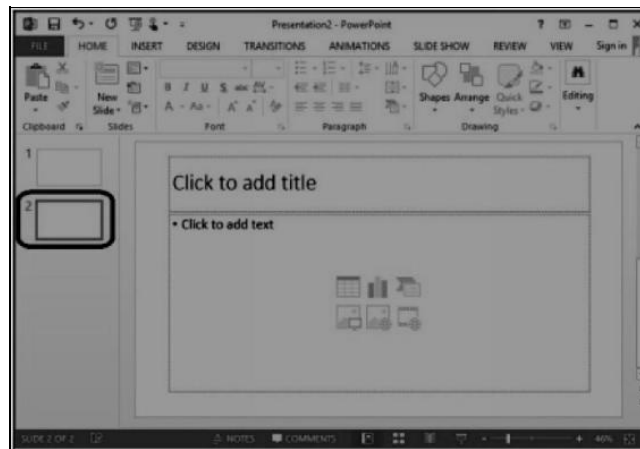 Presentation2 - PowerPoint
FILE HOME INSERT DESIGN TRANSITIONS ANIMATIONS SLIDE SHOW REVIEW VIEW Sign in
Paste
New
Slide
Shapes Arrange Quick
Styles
Editing
Clipboard Slides Font Paragraph Drawing
1
2
Click to add title
• Click to add text
SLIDE 2 OF 2 NOTES COMMENTS 46%